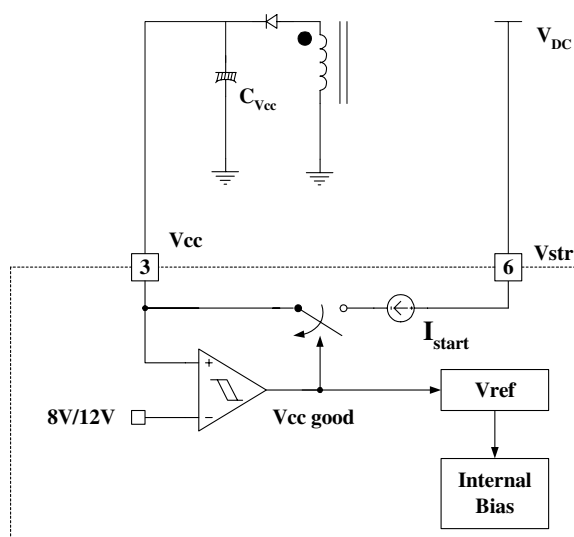 V_DC
C_Vcc
Vcc
3
Vstr
6
I_start
+
8V/12V
−
Vcc good
Vref
Internal
Bias